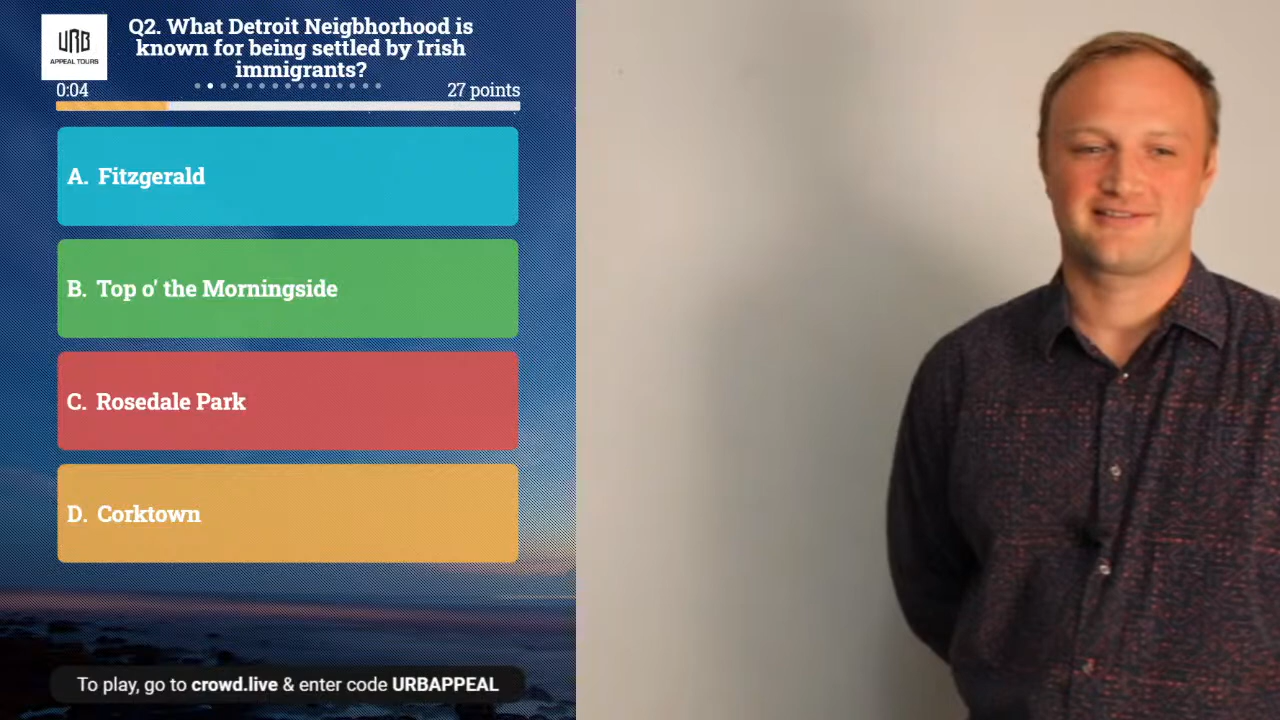 URB
APPEAL TOURS
Q2. What Detroit Neigbhorhood is
known for being settled by Irish
immigrants?
0:04
27 points
A. Fitzgerald
B. Top o' the Morningside
C. Rosedale Park
D. Corktown
To play, go to crowd.live & enter code URBAPPEAL